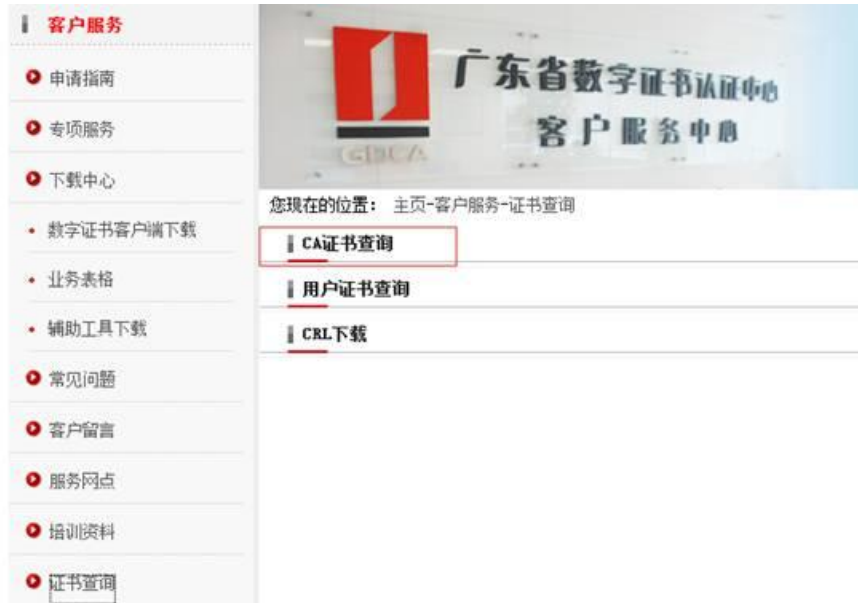 客户服务
申请指南
专项服务
下载中心
数字证书客户端下载
业务表格
辅助工具下载
常见问题
客户留言
服务网点
培训资料
证书查询
广东省数字证书认证中心
客户服务中心
GDCA
您现在的位置： 主页-客户服务-证书查询
CA证书查询
用户证书查询
CRL下载